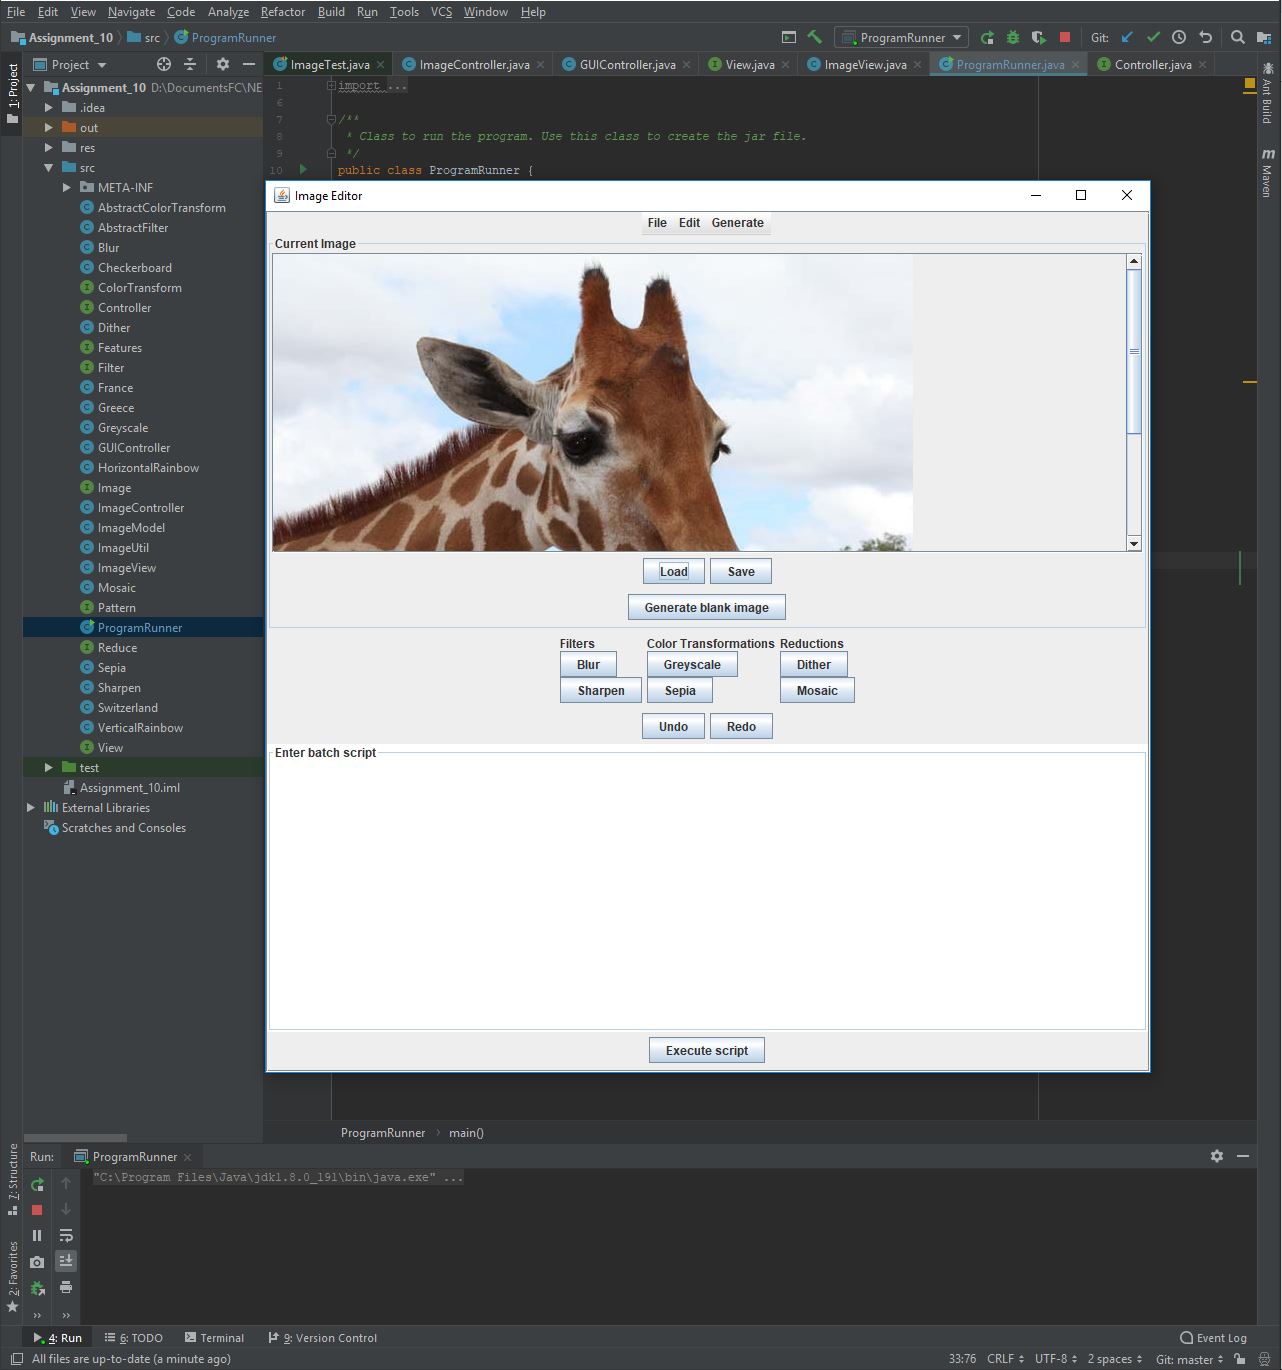 File Edit View Navigate Code Analyze Refactor Build Run Tools VCS Window Help
Assignment_10 src ProgramRunner
ProgramRunner Git:
1: Project
Project
ImageTest.java ImageController.java GUIController.java View.java ImageView.java ProgramRunner.java Controller.java
Assignment_10 D:\DocumentsFC\NE
.idea
out
res
src
META-INF
AbstractColorTransform
AbstractFilter
Blur
Checkerboard
ColorTransform
Controller
Dither
Features
Filter
France
Greece
Greyscale
GUIController
HorizontalRainbow
Image
ImageController
ImageModel
ImageUtil
ImageView
Mosaic
Pattern
ProgramRunner
Reduce
Sepia
Sharpen
Switzerland
VerticalRainbow
View
test
Assignment_10.iml
External Libraries
Scratches and Consoles
1 import ...
6
7 /**
8 * Class to run the program. Use this class to create the jar file.
9 */
10 public class ProgramRunner {
Ant Build
m Maven
Image Editor
File Edit Generate
Current Image
Load Save
Generate blank image
Filters Color Transformations Reductions
Blur Greyscale Dither
Sharpen Sepia Mosaic
Undo Redo
Enter batch script
Execute script
ProgramRunner main()
7: Structure
2: Favorites
Run: ProgramRunner
"C:\Program Files\Java\jdk1.8.0_191\bin\java.exe" ...
4: Run 6: TODO Terminal 9: Version Control Event Log
All files are up-to-date (a minute ago) 33:76 CRLF UTF-8 2 spaces Git: master